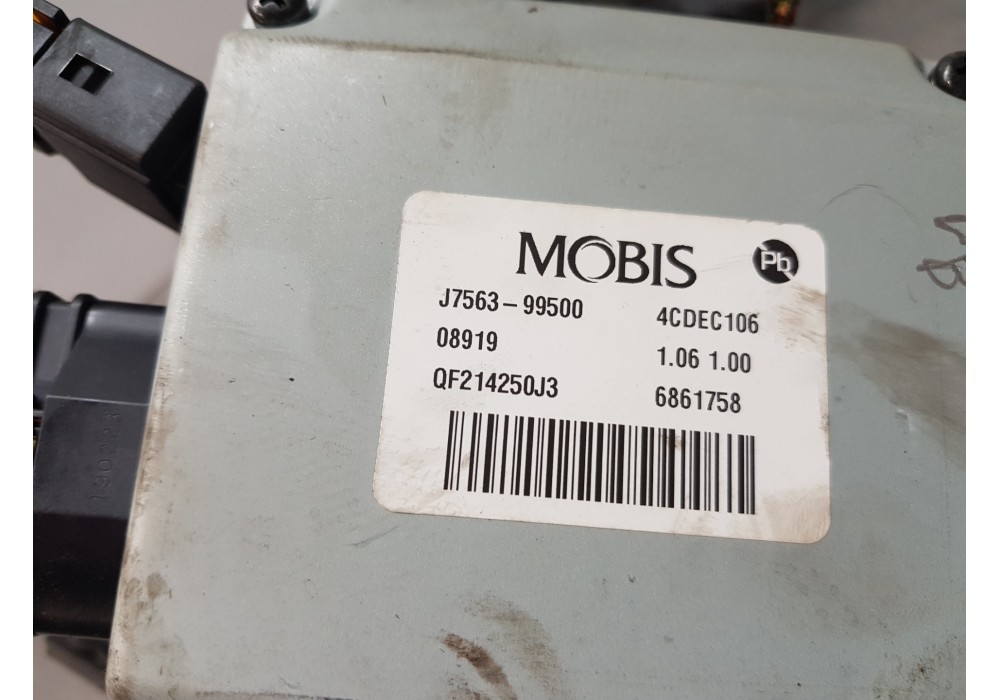 MOBIS Pb
J7563-99500 4CDEC106
08919 1.06 1.00
QF214250J3 6861758